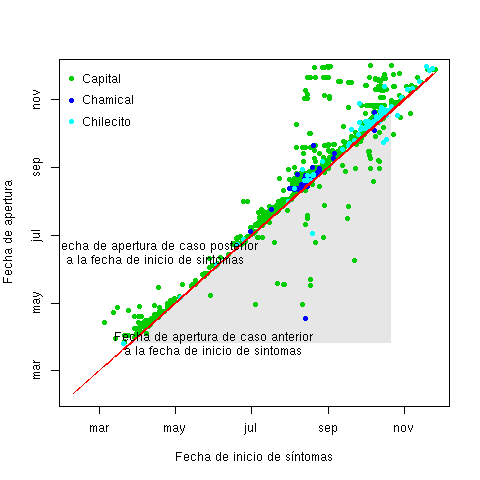 Capital
Chamical
Chilecito
echa de apertura de caso posterior
a la fecha de inicio de sintomas
Fecha de apertura de caso anterior
a la fecha de inicio de sintomas
Fecha de apertura
mar
may
jul
sep
nov
mar
may
jul
sep
nov
Fecha de inicio de síntomas